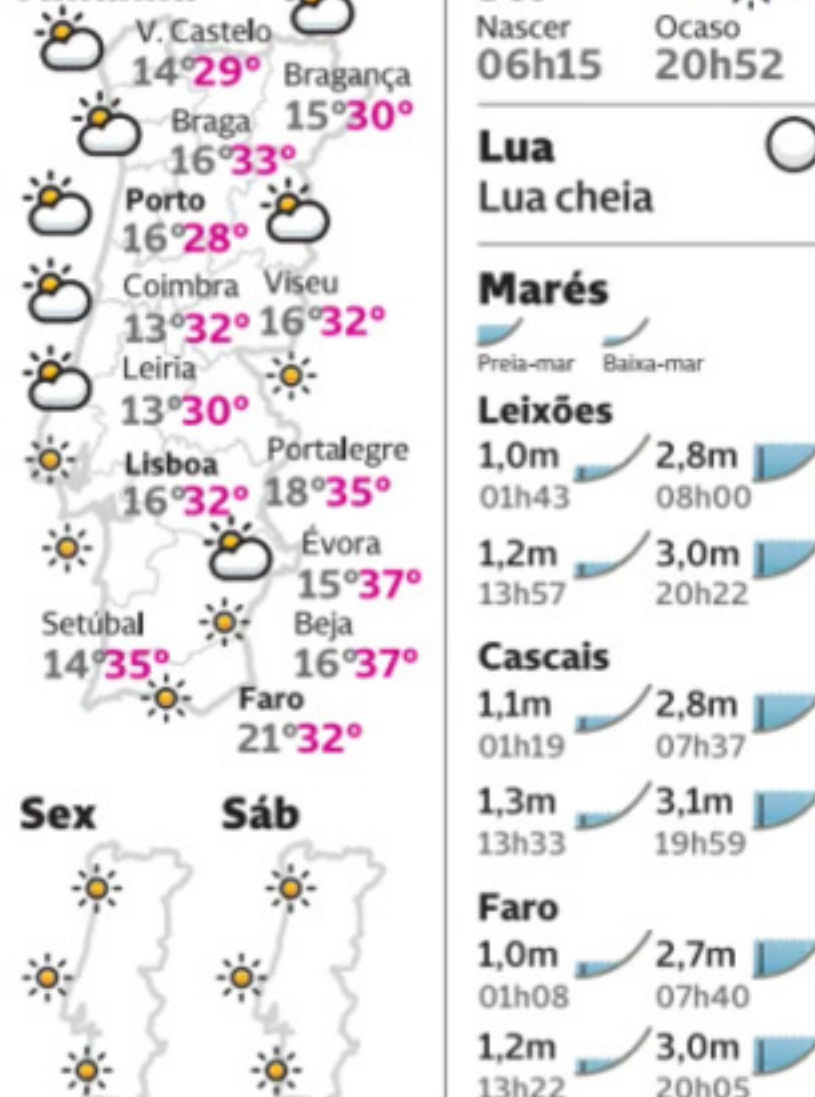 V. Castelo
14°29°
Bragança
15°30°
Braga
16°33°
Porto
16°28°
Coimbra
13°32°
Viseu
16°32°
Leiria
13°30°
Lisboa
16°32°
Portalegre
18°35°
Évora
15°37°
Setúbal
14°35°
Beja
16°37°
Faro
21°32°
Sex
Sáb
Nascer
Ocaso
06h15
20h52
Lua
Lua cheia
Marés
Preia-mar
Baixa-mar
Leixões
1,0m
2,8m
01h43
08h00
1,2m
3,0m
13h57
20h22
Cascais
1,1m
2,8m
01h19
07h37
1,3m
3,1m
13h33
19h59
Faro
1,0m
2,7m
01h08
07h40
1,2m
3,0m
13h22
20h05